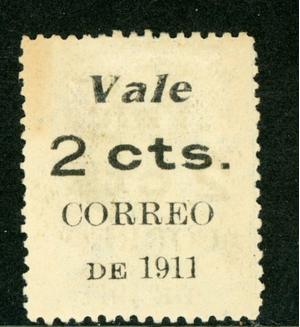 Vale
2 cts.
CORREO
DE 1911